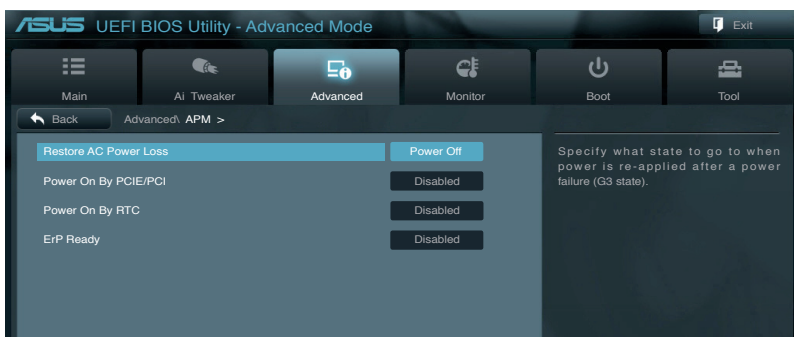 ASUS UEFI BIOS Utility - Advanced Mode
Exit
Main
Ai Tweaker
Advanced
Monitor
Boot
Tool
Back
Advanced\ APM >
Restore AC Power Loss
Power Off
Power On By PCIE/PCI
Disabled
Power On By RTC
Disabled
ErP Ready
Disabled
Specify what state to go to when
power is re-applied after a power
failure (G3 state).